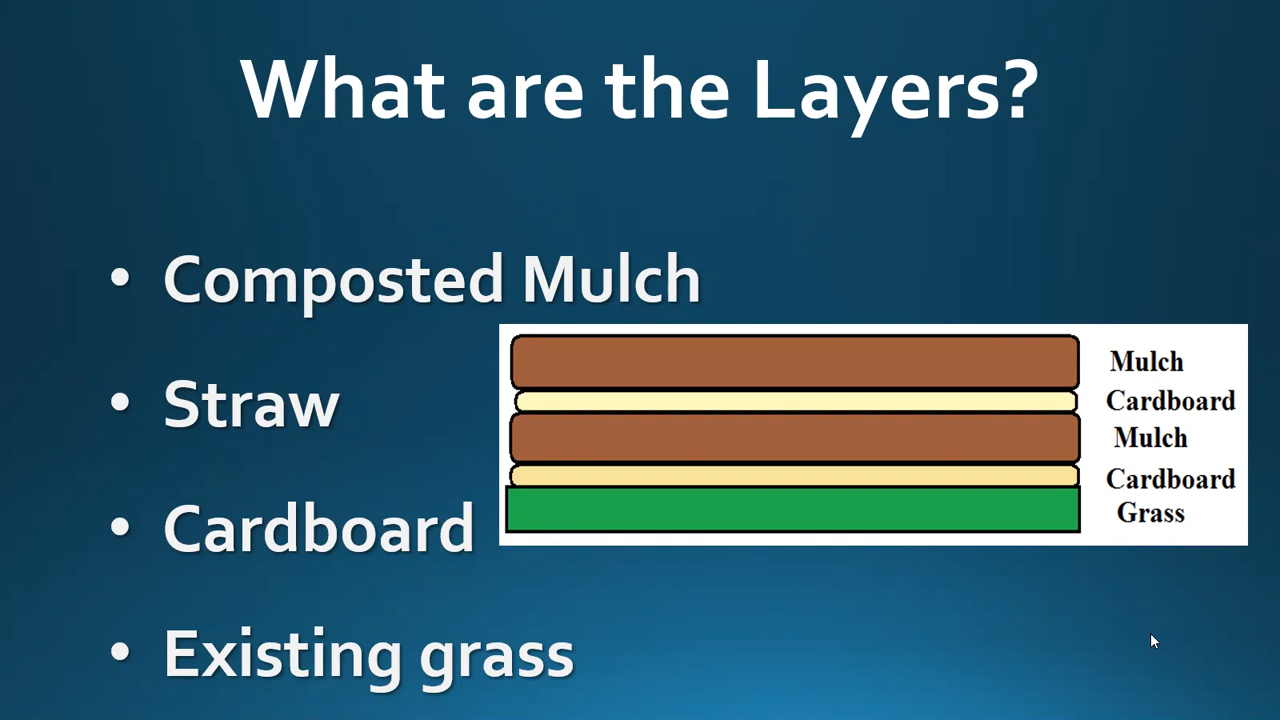 What are the Layers?
• Composted Mulch
• Straw
• Cardboard
• Existing grass
Mulch
Cardboard
Mulch
Cardboard
Grass